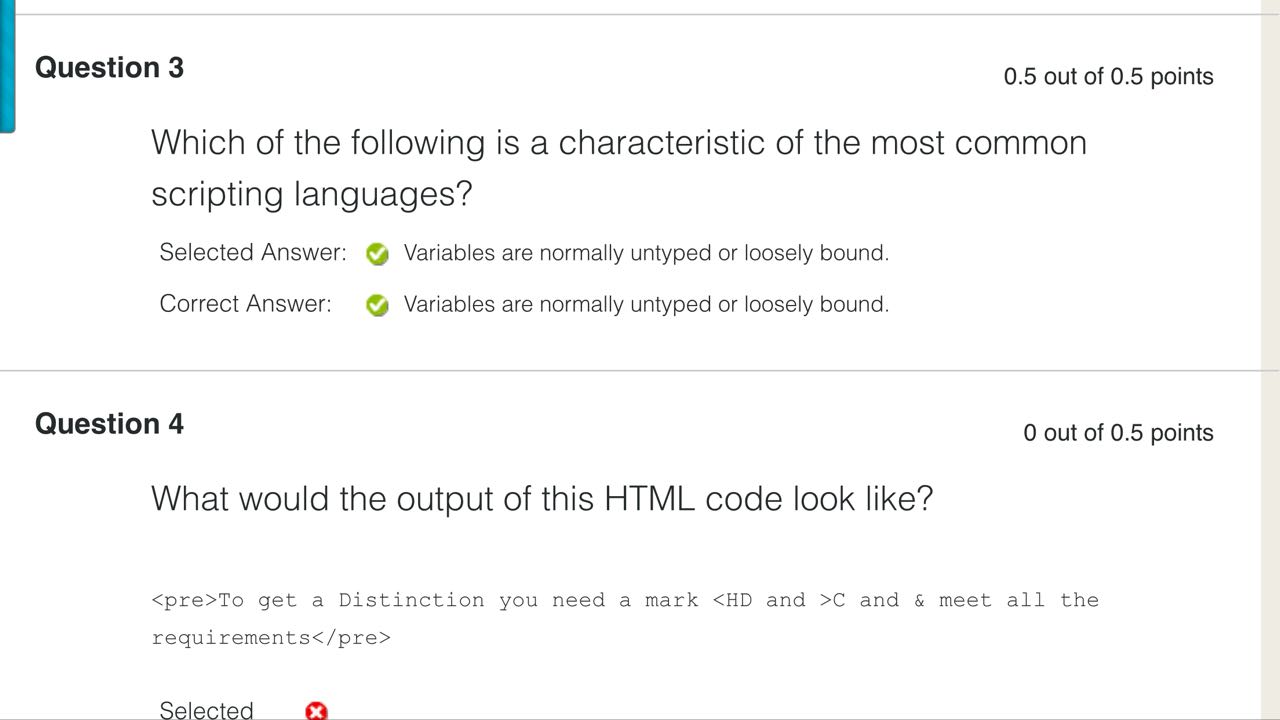 Question 3
0.5 out of 0.5 points
Which of the following is a characteristic of the most common
scripting languages?
Selected Answer: Variables are normally untyped or loosely bound.
Correct Answer: Variables are normally untyped or loosely bound.
Question 4
0 out of 0.5 points
What would the output of this HTML code look like?
<pre>To get a Distinction you need a mark <HD and >C and & meet all the
requirements</pre>
Selected